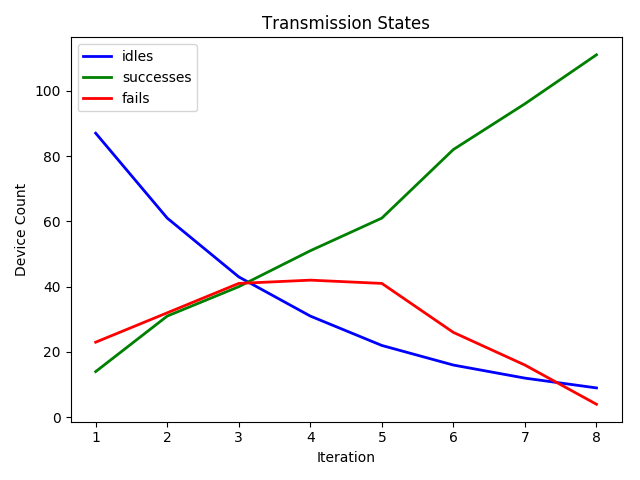 Transmission States
idles
successes
fails
Device Count
100
80
60
40
20
0
1 2 3 4 5 6 7 8
Iteration